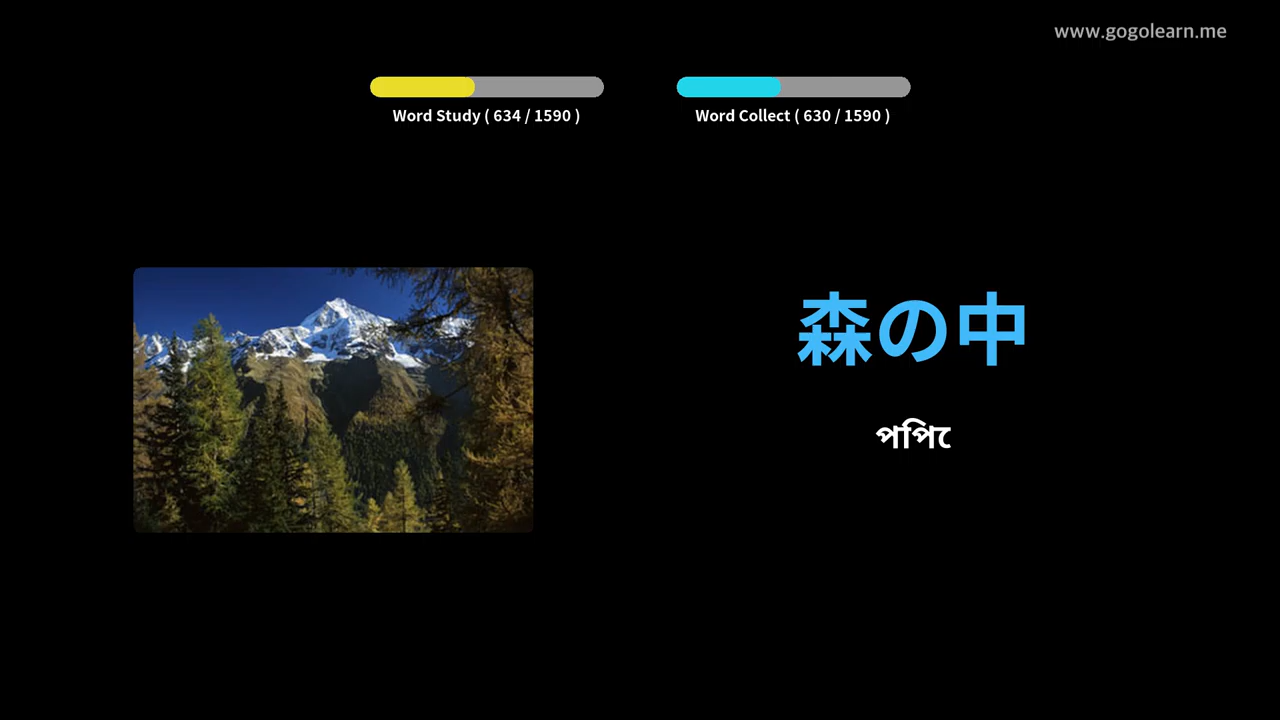 www.gogolearn.me
Word Study ( 634 / 1590 )
Word Collect ( 630 / 1590 )
森の中
পপিে